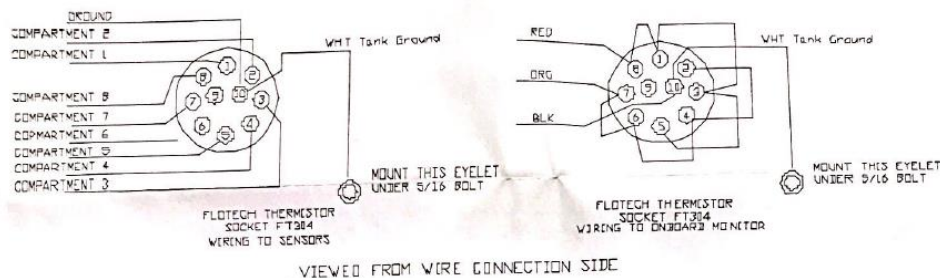 GROUND
COMPARTMENT 2
COMPARTMENT 1
COMPARTMENT 8
COMPARTMENT 7
COPMARTMENT 6
COMPARTMENT 5
COMPARTMENT 4
COMPARTMENT 3
WHT Tank Ground
1
2
8
9
10
3
7
6
5
4
MOUNT THIS EYELET
UNDER 5/16 BOLT
FLOTECH THERMISTOR
SOCKET FT304
WIRING TO SENSORS
RED
ORG
BLK
WHT Tank Ground
1
8
2
9
10
7
3
6
4
5
MOUNT THIS EYELET
UNDER 5/16 BOLT
FLOTECH THERMISTOR
SOCKET FT304
WIRING TO ONBOARD MONITOR
VIEWED FROM WIRE CONNECTION SIDE